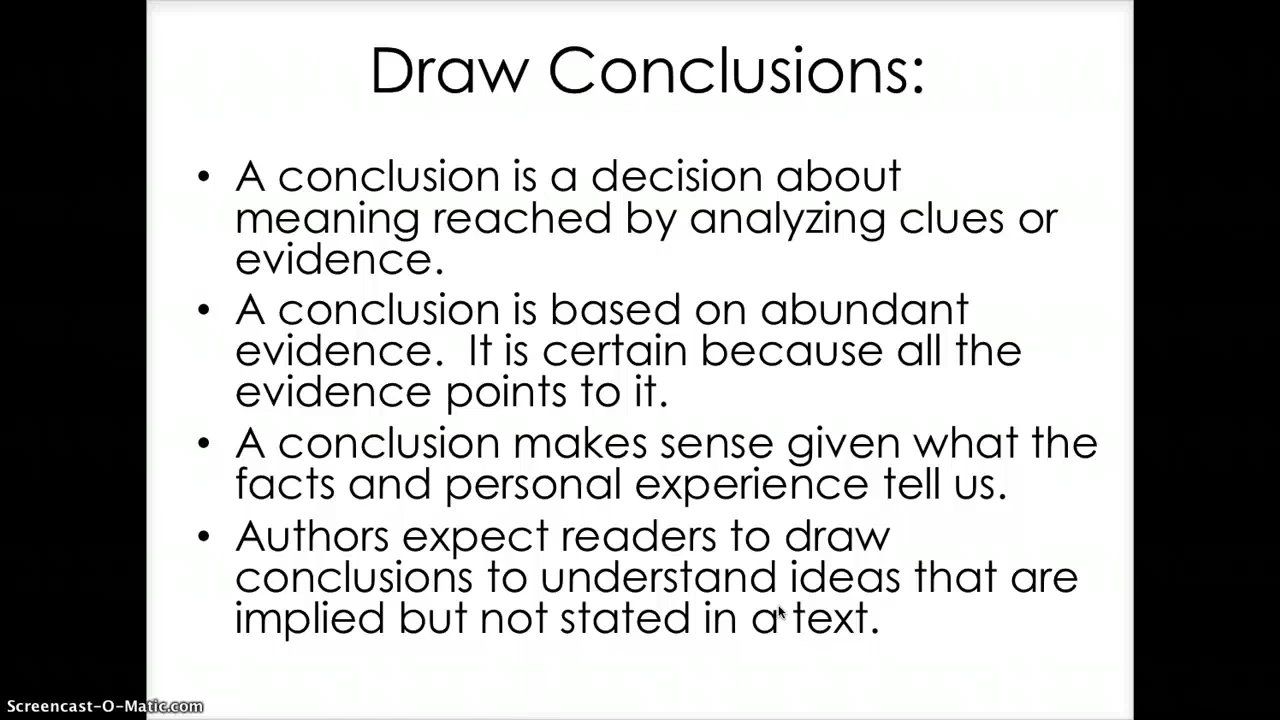 Draw Conclusions:
• A conclusion is a decision about
meaning reached by analyzing clues or
evidence.
• A conclusion is based on abundant
evidence.  It is certain because all the
evidence points to it.
• A conclusion makes sense given what the
facts and personal experience tell us.
• Authors expect readers to draw
conclusions to understand ideas that are
implied but not stated in a text.
Screencast-O-Matic.com